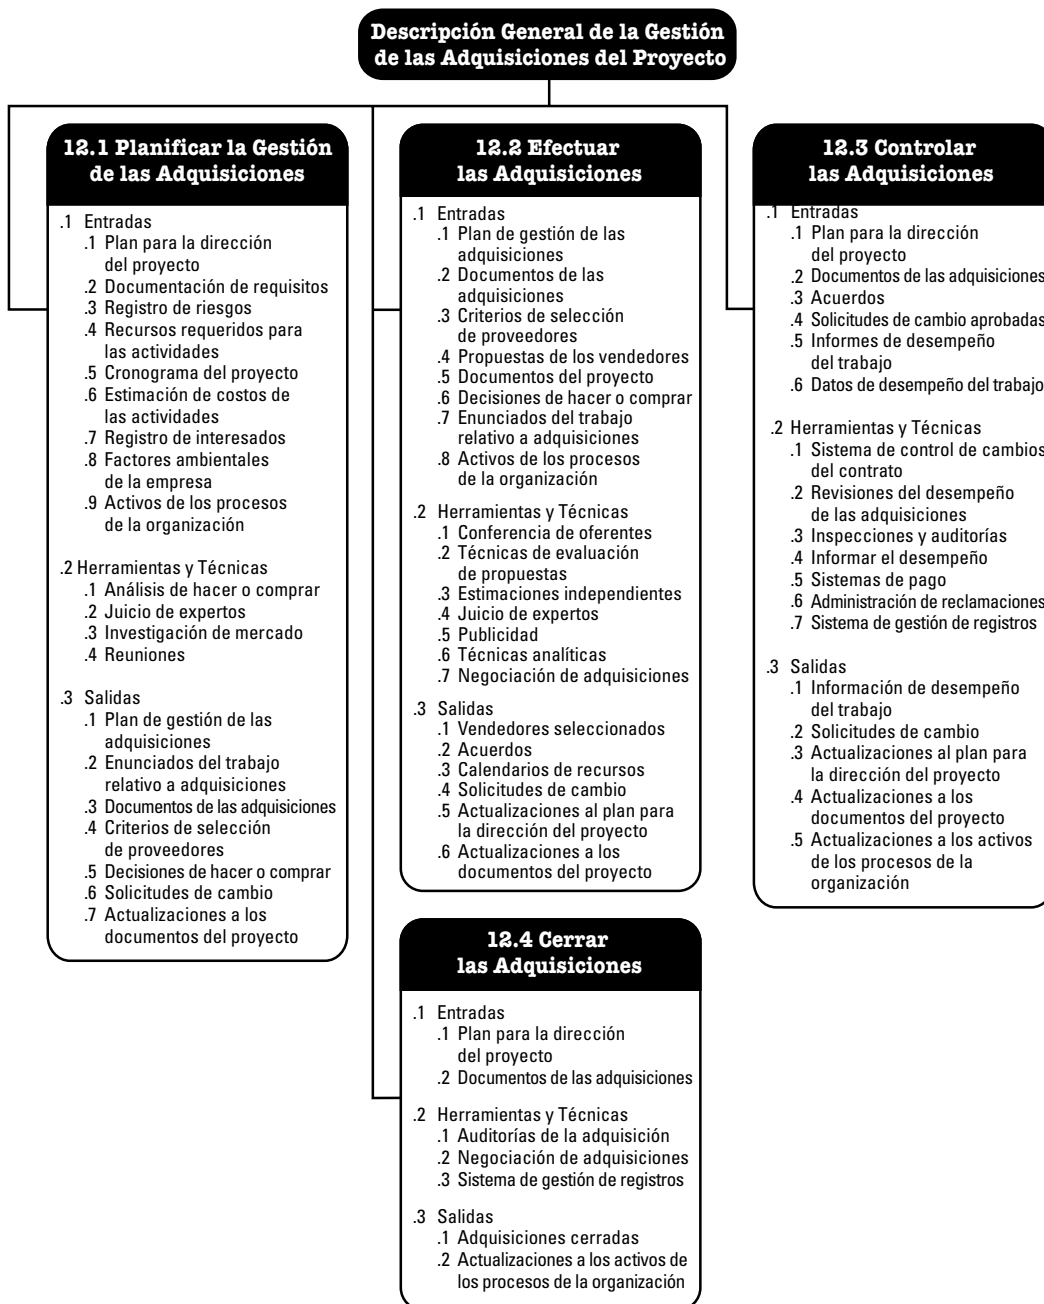 Descripción General de la Gestión
de las Adquisiciones del Proyecto
12.1 Planificar la Gestión
de las Adquisiciones
.1 Entradas
.1 Plan para la dirección
del proyecto
.2 Documentación de requisitos
.3 Registro de riesgos
.4 Recursos requeridos para
las actividades
.5 Cronograma del proyecto
.6 Estimación de costos de
las actividades
.7 Registro de interesados
.8 Factores ambientales
de la empresa
.9 Activos de los procesos
de la organización
.2 Herramientas y Técnicas
.1 Análisis de hacer o comprar
.2 Juicio de expertos
.3 Investigación de mercado
.4 Reuniones
.3 Salidas
.1 Plan de gestión de las
adquisiciones
.2 Enunciados del trabajo
relativo a adquisiciones
.3 Documentos de las adquisiciones
.4 Criterios de selección
de proveedores
.5 Decisiones de hacer o comprar
.6 Solicitudes de cambio
.7 Actualizaciones a los
documentos del proyecto
12.2 Efectuar
las Adquisiciones
.1 Entradas
.1 Plan de gestión de las
adquisiciones
.2 Documentos de las
adquisiciones
.3 Criterios de selección
de proveedores
.4 Propuestas de los vendedores
.5 Documentos del proyecto
.6 Decisiones de hacer o comprar
.7 Enunciados del trabajo
relativo a adquisiciones
.8 Activos de los procesos
de la organización
.2 Herramientas y Técnicas
.1 Conferencia de oferentes
.2 Técnicas de evaluación
de propuestas
.3 Estimaciones independientes
.4 Juicio de expertos
.5 Publicidad
.6 Técnicas analíticas
.7 Negociación de adquisiciones
.3 Salidas
.1 Vendedores seleccionados
.2 Acuerdos
.3 Calendarios de recursos
.4 Solicitudes de cambio
.5 Actualizaciones al plan para
la dirección del proyecto
.6 Actualizaciones a los
documentos del proyecto
12.3 Controlar
las Adquisiciones
.1 Entradas
.1 Plan para la dirección
del proyecto
.2 Documentos de las adquisiciones
.3 Acuerdos
.4 Solicitudes de cambio aprobadas
.5 Informes de desempeño
del trabajo
.6 Datos de desempeño del trabajo
.2 Herramientas y Técnicas
.1 Sistema de control de cambios
del contrato
.2 Revisiones del desempeño
de las adquisiciones
.3 Inspecciones y auditorías
.4 Informar el desempeño
.5 Sistemas de pago
.6 Administración de reclamaciones
.7 Sistema de gestión de registros
.3 Salidas
.1 Información de desempeño
del trabajo
.2 Solicitudes de cambio
.3 Actualizaciones al plan para
la dirección del proyecto
.4 Actualizaciones a los
documentos del proyecto
.5 Actualizaciones a los activos
de los procesos de la
organización
12.4 Cerrar
las Adquisiciones
.1 Entradas
.1 Plan para la dirección
del proyecto
.2 Documentos de las adquisiciones
.2 Herramientas y Técnicas
.1 Auditorías de la adquisición
.2 Negociación de adquisiciones
.3 Sistema de gestión de registros
.3 Salidas
.1 Adquisiciones cerradas
.2 Actualizaciones a los activos de
los procesos de la organización